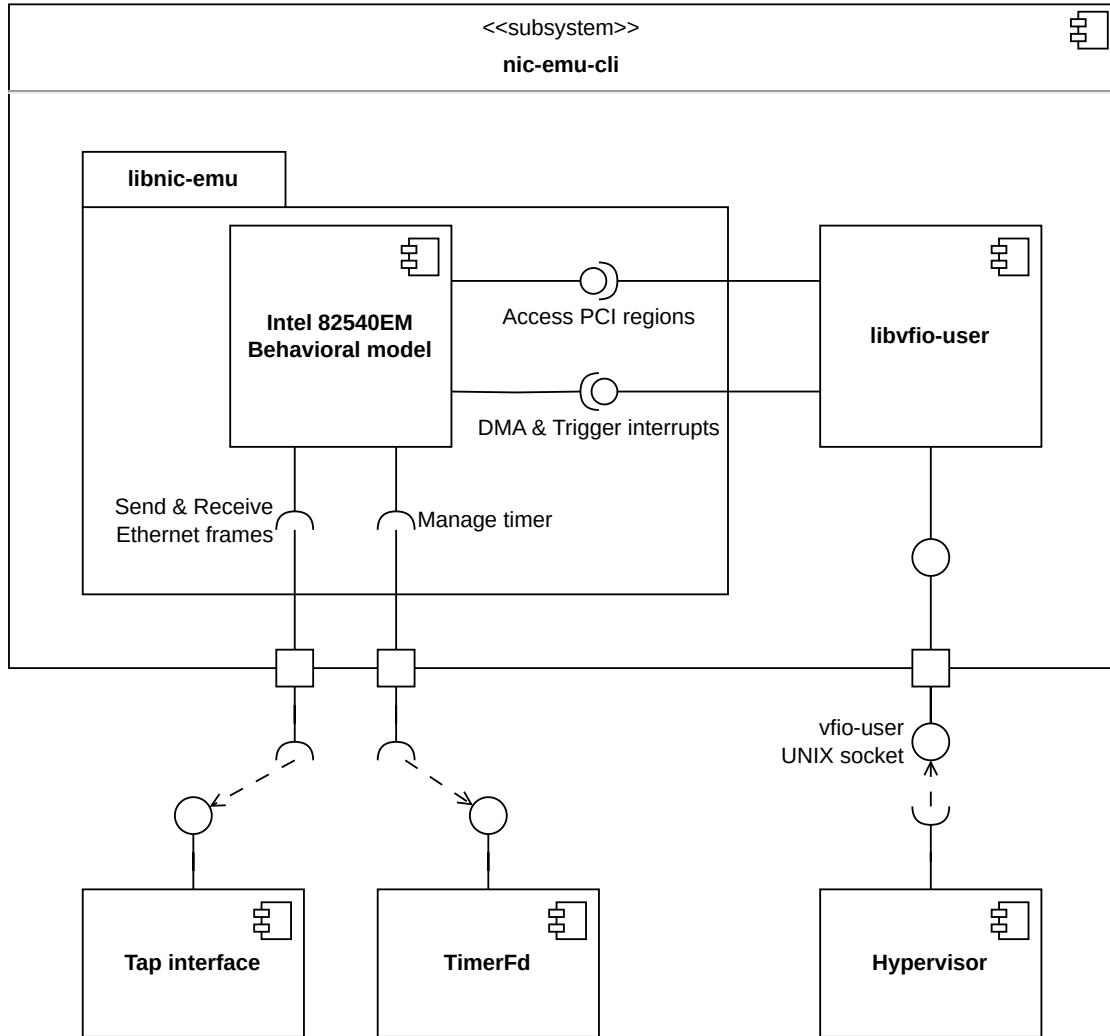 <<subsystem>>
nic-emu-cli
libnic-emu
Intel 82540EM
Behavioral model
Access PCI regions
libvfio-user
DMA & Trigger interrupts
Send & Receive
Ethernet frames
Manage timer
vfio-user
UNIX socket
Tap interface
TimerFd
Hypervisor